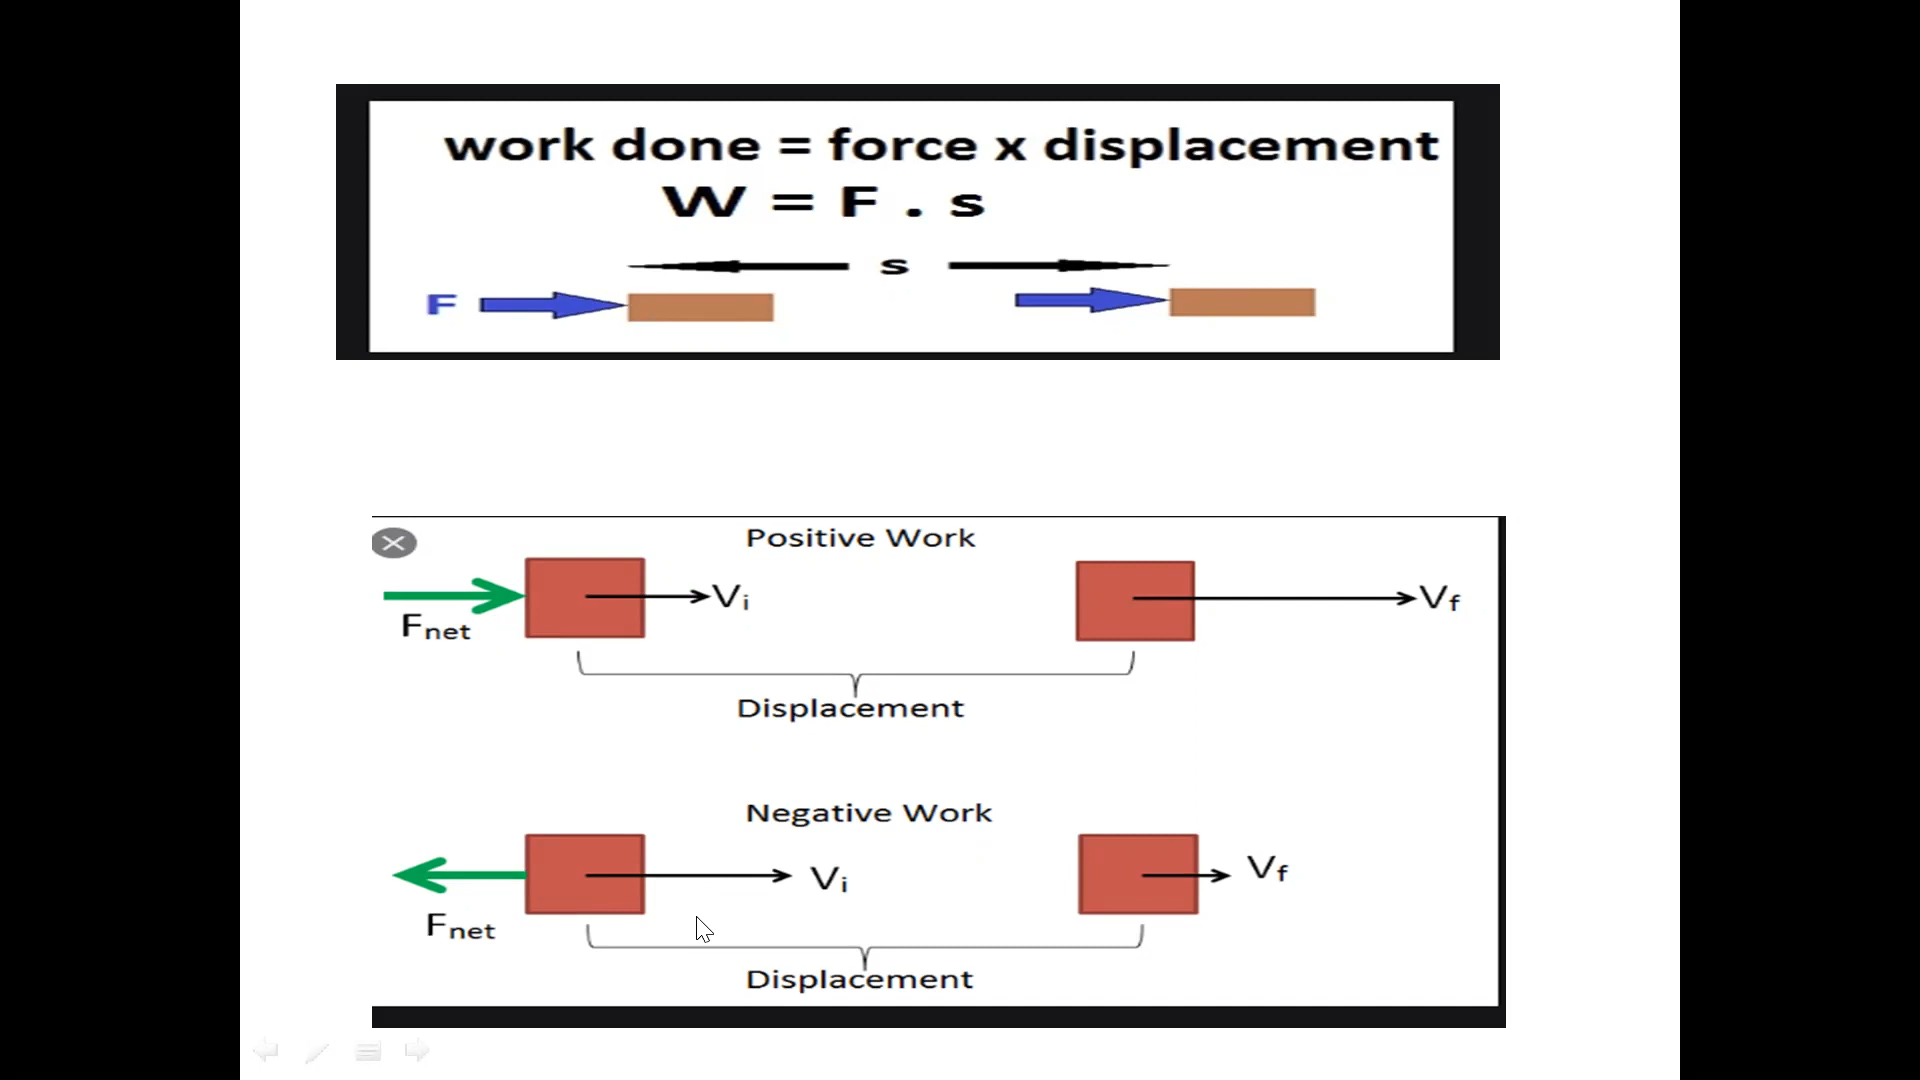 work done = force x displacement
W = F . s
s
F
Positive Work
Vi
Vf
Fnet
Displacement
Negative Work
Vi
Vf
Fnet
Displacement